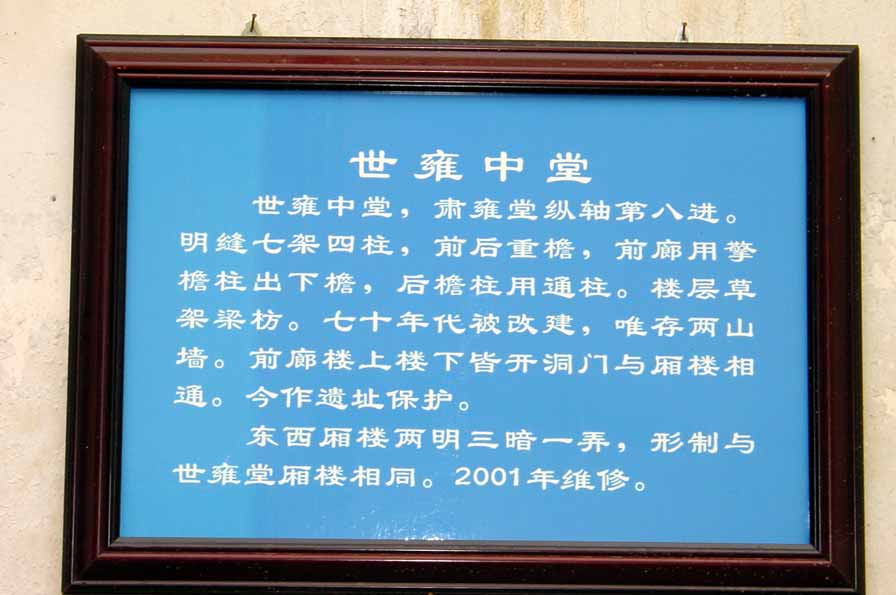 世雍中堂
世雍中堂，肃雍堂纵轴第八进。
明缝七架四柱，前后重檐，前廊用擎
檐柱出下檐，后檐柱用通柱。楼层草
架梁枋。七十年代被改建，唯存两山
墙。前廊楼上楼下皆开洞门与厢楼相
通。今作遗址保护。
东西厢楼两明三暗一弄，形制与
世雍堂厢楼相同。2001年维修。